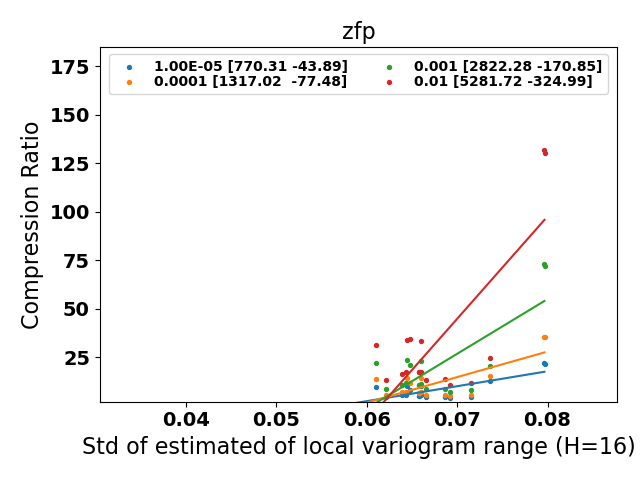 zfp
1.00E-05 [770.31 -43.89]
0.0001 [1317.02  -77.48]
0.001 [2822.28 -170.85]
0.01 [5281.72 -324.99]
Compression Ratio
175
150
125
100
75
50
25
0.04 0.05 0.06 0.07 0.08
Std of estimated of local variogram range (H=16)